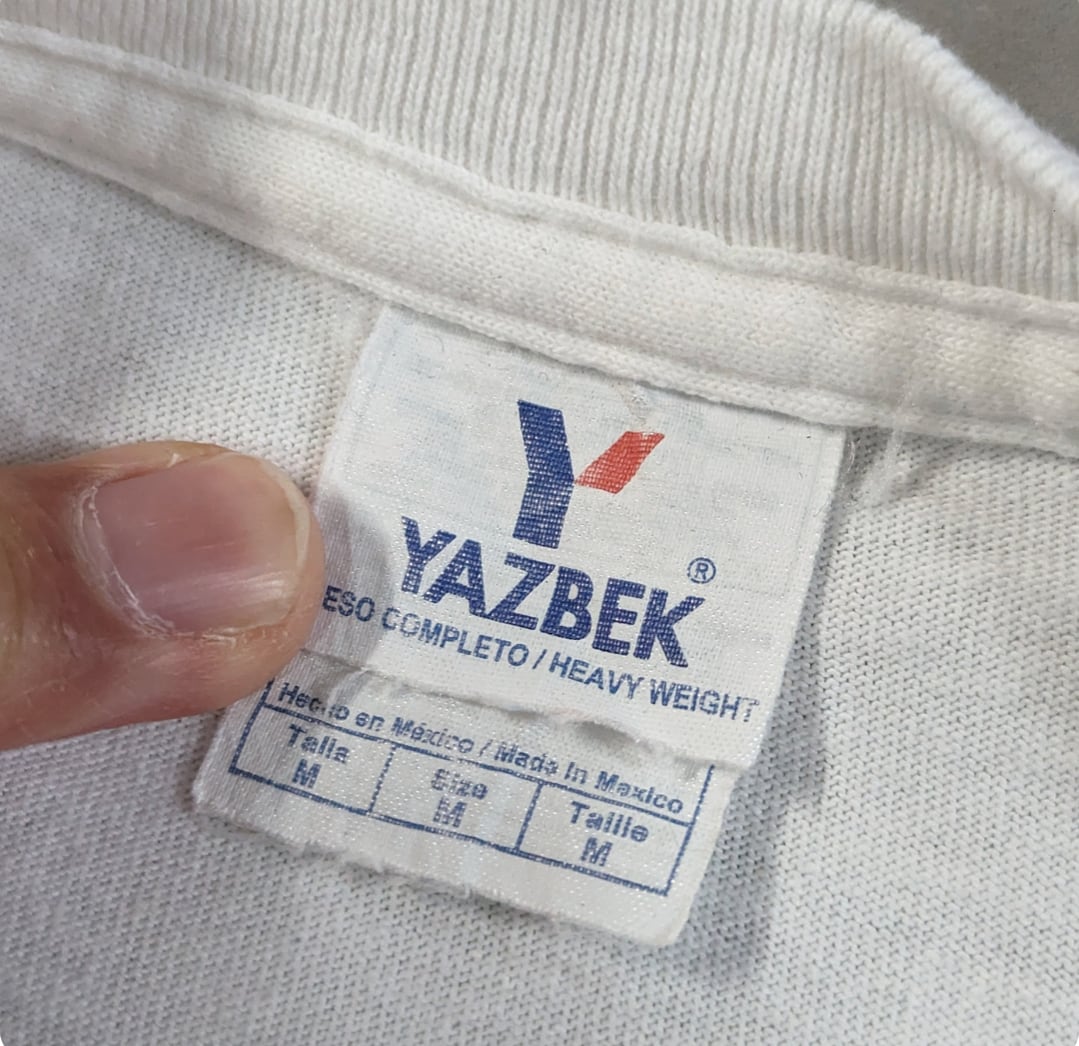 YAZBEK®
ESO COMPLETO / HEAVY WEIGHT
Hecho en México / Made in Mexico
Talla Size Taille
M M M